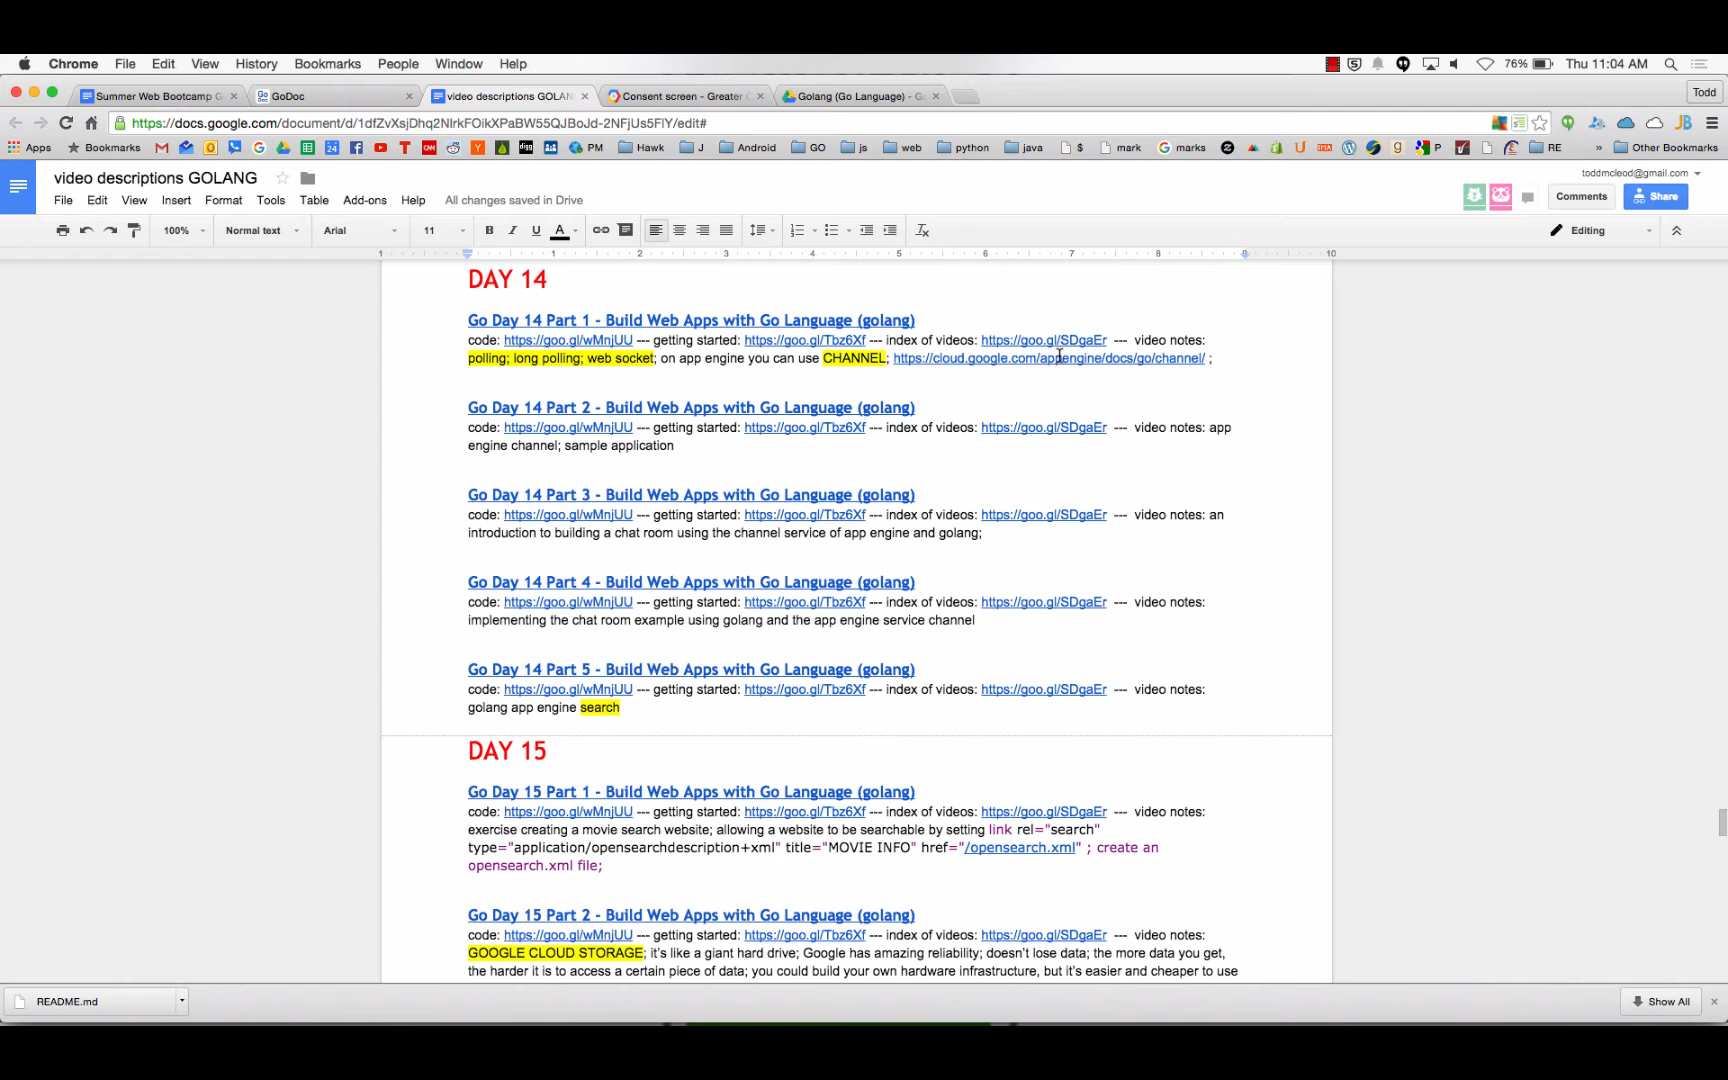 Chrome File Edit View History Bookmarks People Window Help 76% Thu 11:04 AM
Summer Web Bootcamp G GoDoc video descriptions GOLAN Consent screen - Greater C Golang (Go Language) - G Todd
https://docs.google.com/document/d/1dfZvXsjDhq2NlrkFOikXPaBW55QJBoJd-2NFjUs5FlY/edit#
Apps Bookmarks PM Hawk J Android GO js web python java $ mark marks P RE » Other Bookmarks
video descriptions GOLANG toddmcleod@gmail.com
File Edit View Insert Format Tools Table Add-ons Help All changes saved in Drive Comments Share
100% Normal text Arial 11 B I U A Editing
1 1 2 3 4 5 6 7 8 9 10
DAY 14
Go Day 14 Part 1 - Build Web Apps with Go Language (golang)
code: https://goo.gl/wMnjUU --- getting started: https://goo.gl/Tbz6Xf --- index of videos: https://goo.gl/SDgaEr --- video notes:
polling; long polling; web socket; on app engine you can use CHANNEL; https://cloud.google.com/appengine/docs/go/channel/ ;
Go Day 14 Part 2 - Build Web Apps with Go Language (golang)
code: https://goo.gl/wMnjUU --- getting started: https://goo.gl/Tbz6Xf --- index of videos: https://goo.gl/SDgaEr --- video notes: app
engine channel; sample application
Go Day 14 Part 3 - Build Web Apps with Go Language (golang)
code: https://goo.gl/wMnjUU --- getting started: https://goo.gl/Tbz6Xf --- index of videos: https://goo.gl/SDgaEr --- video notes: an
introduction to building a chat room using the channel service of app engine and golang;
Go Day 14 Part 4 - Build Web Apps with Go Language (golang)
code: https://goo.gl/wMnjUU --- getting started: https://goo.gl/Tbz6Xf --- index of videos: https://goo.gl/SDgaEr --- video notes:
implementing the chat room example using golang and the app engine service channel
Go Day 14 Part 5 - Build Web Apps with Go Language (golang)
code: https://goo.gl/wMnjUU --- getting started: https://goo.gl/Tbz6Xf --- index of videos: https://goo.gl/SDgaEr --- video notes:
golang app engine search
DAY 15
Go Day 15 Part 1 - Build Web Apps with Go Language (golang)
code: https://goo.gl/wMnjUU --- getting started: https://goo.gl/Tbz6Xf --- index of videos: https://goo.gl/SDgaEr --- video notes:
exercise creating a movie search website; allowing a website to be searchable by setting link rel="search"
type="application/opensearchdescription+xml" title="MOVIE INFO" href="/opensearch.xml" ; create an
opensearch.xml file;
Go Day 15 Part 2 - Build Web Apps with Go Language (golang)
code: https://goo.gl/wMnjUU --- getting started: https://goo.gl/Tbz6Xf --- index of videos: https://goo.gl/SDgaEr --- video notes:
GOOGLE CLOUD STORAGE; it's like a giant hard drive; Google has amazing reliability; doesn't lose data; the more data you get,
the harder it is to access a certain piece of data; you could build your own hardware infrastructure, but it's easier and cheaper to use
README.md Show All